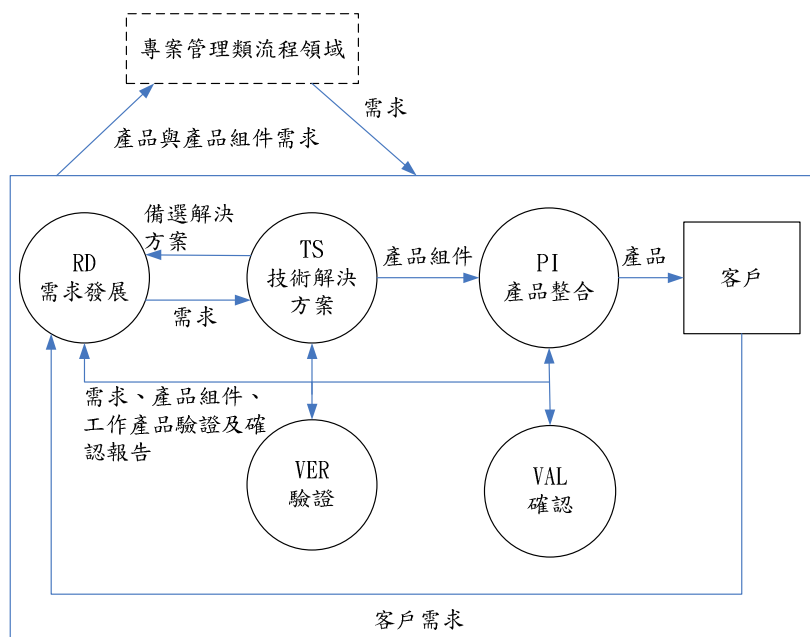 專案管理類流程領域
需求
產品與產品組件需求
備選解決
方案
RD
需求發展
TS
技術解決
方案
需求
產品組件
PI
產品整合
產品
客戶
需求、產品組件、
工作產品驗證及確
認報告
VER
驗證
VAL
確認
客戶需求